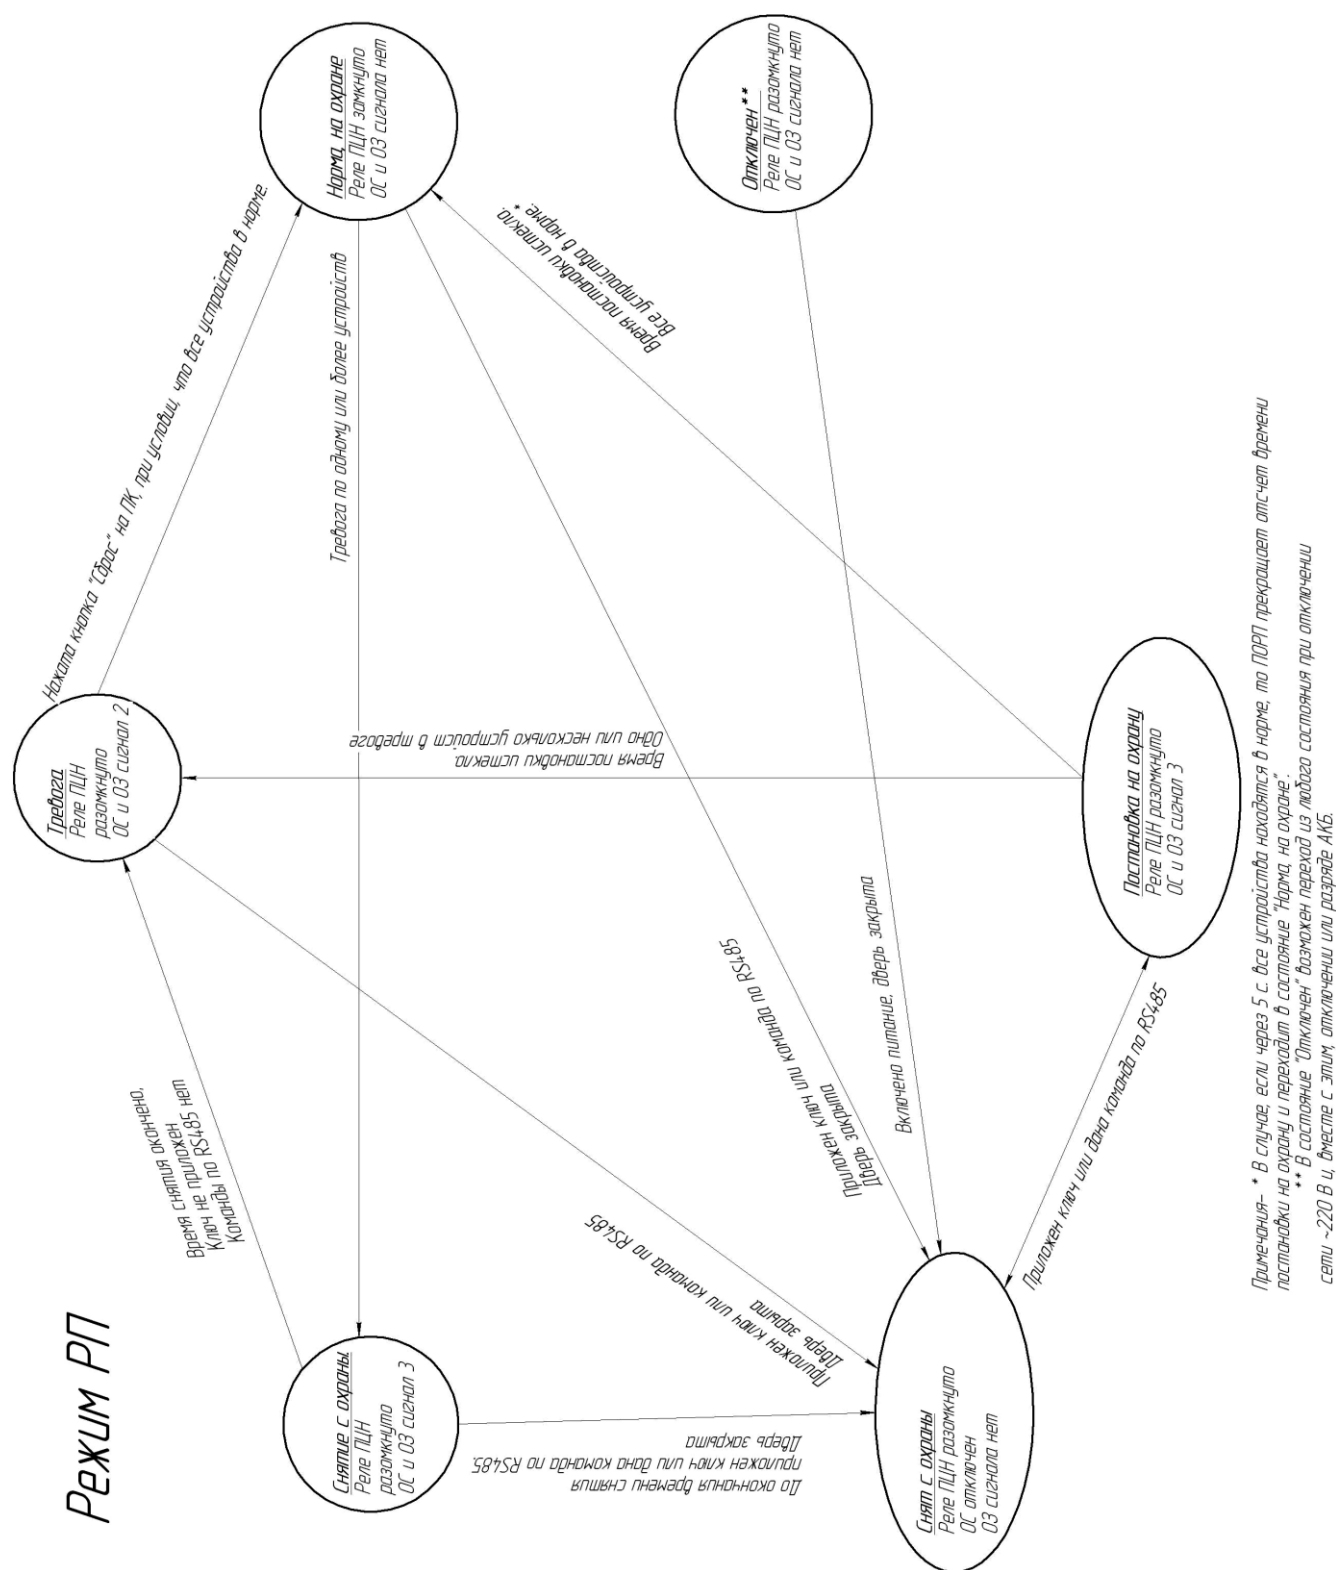 Режим РП
Снятие с охраны
Реле ПЦН
разомкнуто
ОС и ОЗ сигнал 3
Время снятия окончено,
Ключ не приложен
Команды по RS485 нет
Тревога
Реле ПЦН
разомкнуто
ОС и ОЗ сигнал 2
Нажата кнопка "Сброс" на ПК, при условии, что все устройства в норме.
Норма, на охране
Реле ПЦН замкнуто
ОС и ОЗ сигнала нет
Тревога по одному или более устройств
Время постановки истекло.
Одно или несколько устройств в тревоге
До окончания времени снятия
приложен ключ или дана команда по RS485.
Дверь закрыта
Приложен ключ или команда по RS485
Дверь зарыта
Приложен ключ или команда по RS485
Дверь закрыта
Время постановки истекло.
Все устройства в норме. *
Отключен**
Реле ПЦН разомкнуто
ОС и ОЗ сигнала нет
Включено питание, дверь закрыта
Снят с охраны
Реле ПЦН разомкнуто
ОС отключен
ОЗ сигнала нет
Приложен ключ или дана команда по RS485
Постановка на охрану
Реле ПЦН разомкнуто
ОС и ОЗ сигнал 3
Примечания- * В случае, если через 5 с. все устройства находятся в норме, то ПОРП прекращает отсчет времени
постановки на охрану и переходит в состояние "Норма, на охране".
** В состояние "Отключен" возможен переход из любого состояния при отключении
сети ~220 В и, вместе с этим, отключении или разряде АКБ.